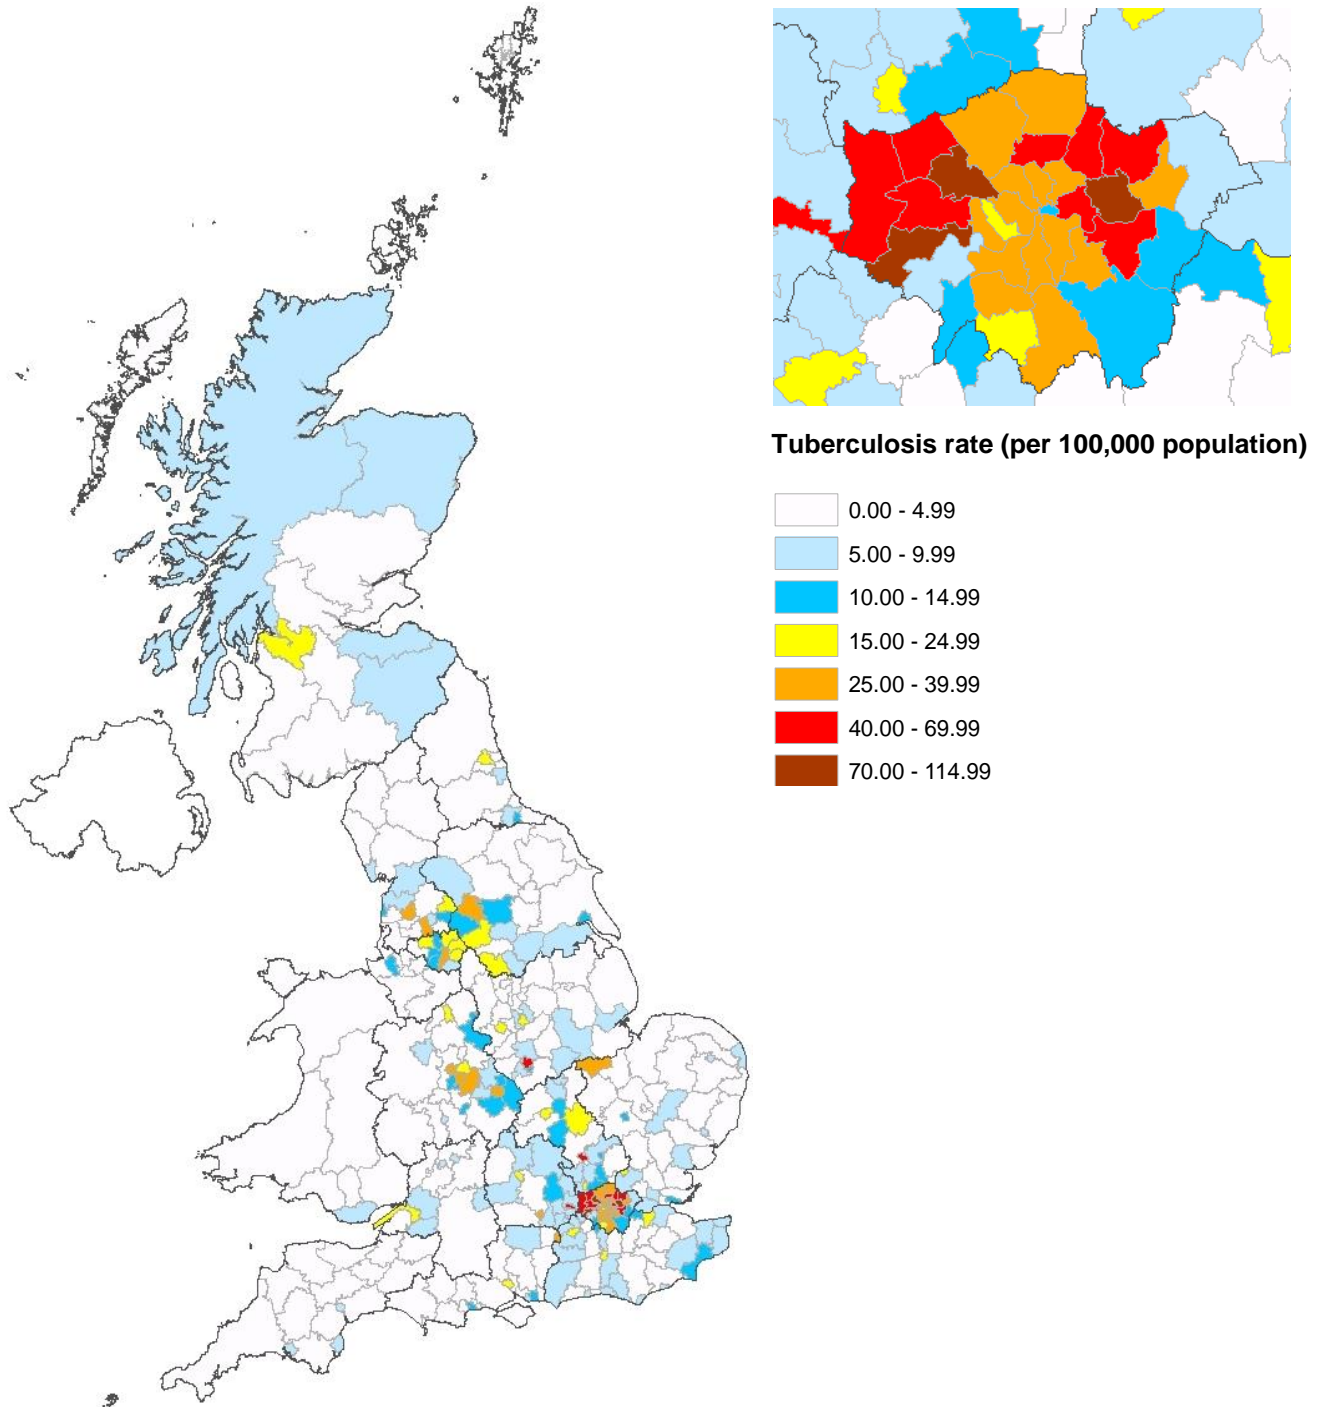 Tuberculosis rate (per 100,000 population)
0.00 - 4.99
5.00 - 9.99
10.00 - 14.99
15.00 - 24.99
25.00 - 39.99
40.00 - 69.99
70.00 - 114.99